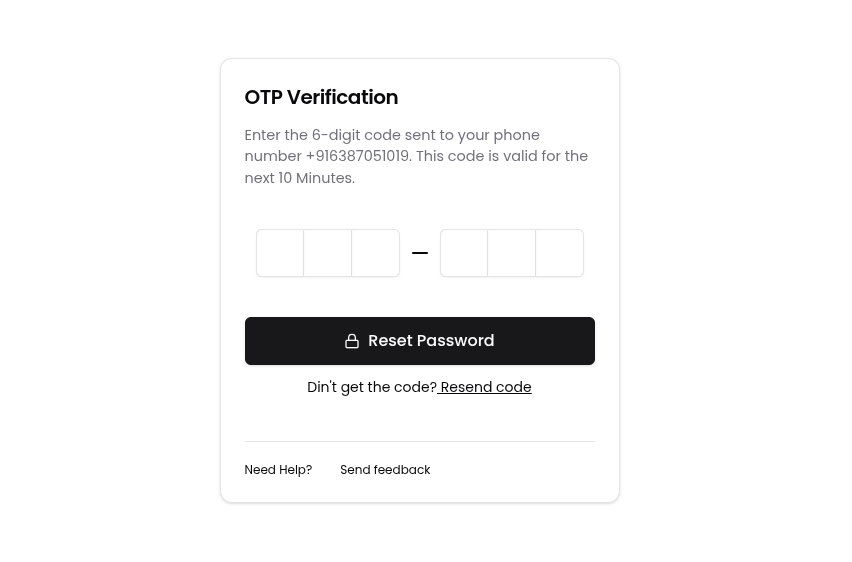 OTP Verification
Enter the 6-digit code sent to your phone
number +916387051019. This code is valid for the
next 10 Minutes.
Reset Password
Din't get the code? Resend code
Need Help? Send feedback